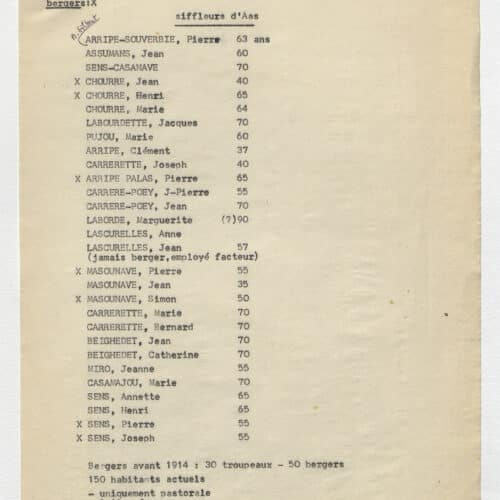 bergers:X
siffleurs d'Aas
ARRIPE-SOUVERBIE, Pierre 63 ans
ASSUMANS, Jean 60
SENS-CASANAVE 70
X CHOURRE, Jean 40
X CHOURRE, Henri 65
CHOURRE, Marie 64
LABOURDETTE, Jacques 70
PUJOU, Marie 60
ARRIPE, Clément 37
CARRERETTE, Joseph 40
X ARRIPE PALAS, Pierre 65
CARRERE-POEY, J-Pierre 55
CARRERE-POEY, Jean 70
LABORDE, Marguerite (?)90
LASCURELLES, Anne
LASCURELLES, Jean 57
(jamais berger,employé facteur)
X MASOUNAVE, Pierre 55
MASOUNAVE, Jean 35
X MASOUNAVE, Simon 50
CARRERETTE, Marie 70
CARRERETTE, Bernard 70
BEIGHEDET, Jean 70
BEIGHEDET, Catherine 70
MIRO, Jeanne 55
CASAMAJOU, Marie 70
SENS, Annette 65
SENS, Henri 65
X SENS, Pierre 55
X SENS, Joseph 55
Bergers avant 1914 : 30 troupeaux - 50 bergers
150 habitants actuels
- uniquement pastorale